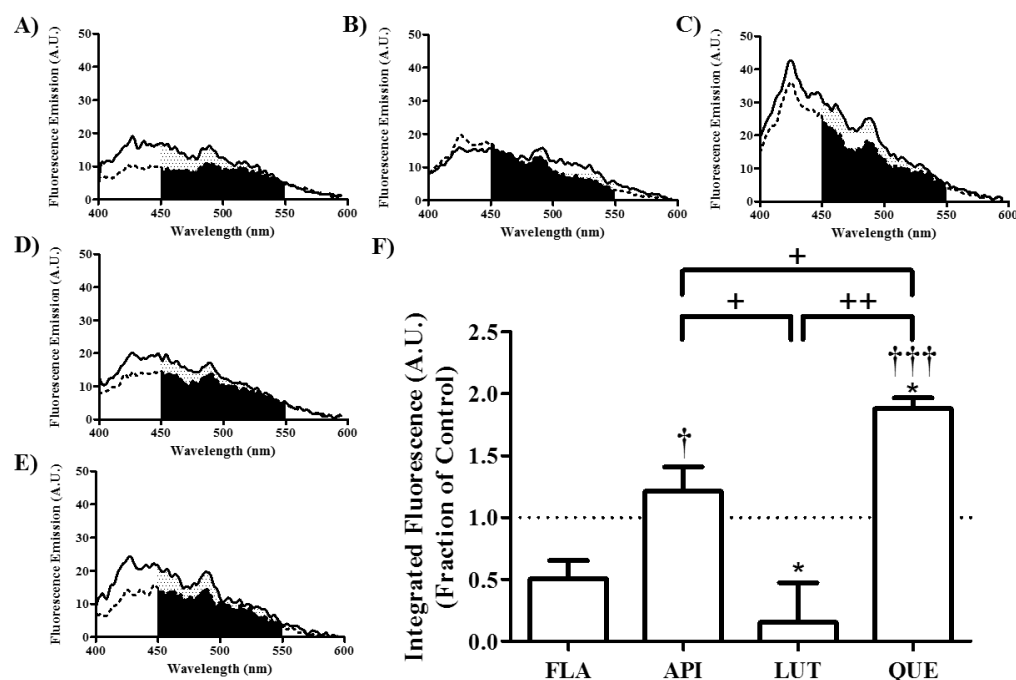 A)
Fluorescence Emission (A.U.)
50
40
30
20
10
0
400 450 500 550 600
Wavelength (nm)
B)
Fluorescence Emission (A.U.)
50
40
30
20
10
0
400 450 500 550 600
Wavelength (nm)
C)
Fluorescence Emission (A.U.)
50
40
30
20
10
0
400 450 500 550 600
Wavelength (nm)
D)
Fluorescence Emission (A.U.)
50
40
30
20
10
0
400 450 500 550 600
Wavelength (nm)
E)
Fluorescence Emission (A.U.)
50
40
30
20
10
0
400 450 500 550 600
Wavelength (nm)
F)
Integrated Fluorescence (A.U.)
(Fraction of Control)
2.5
2.0
1.5
1.0
0.5
0.0
+
+ ++
†††
*
†
*
FLA API LUT QUE